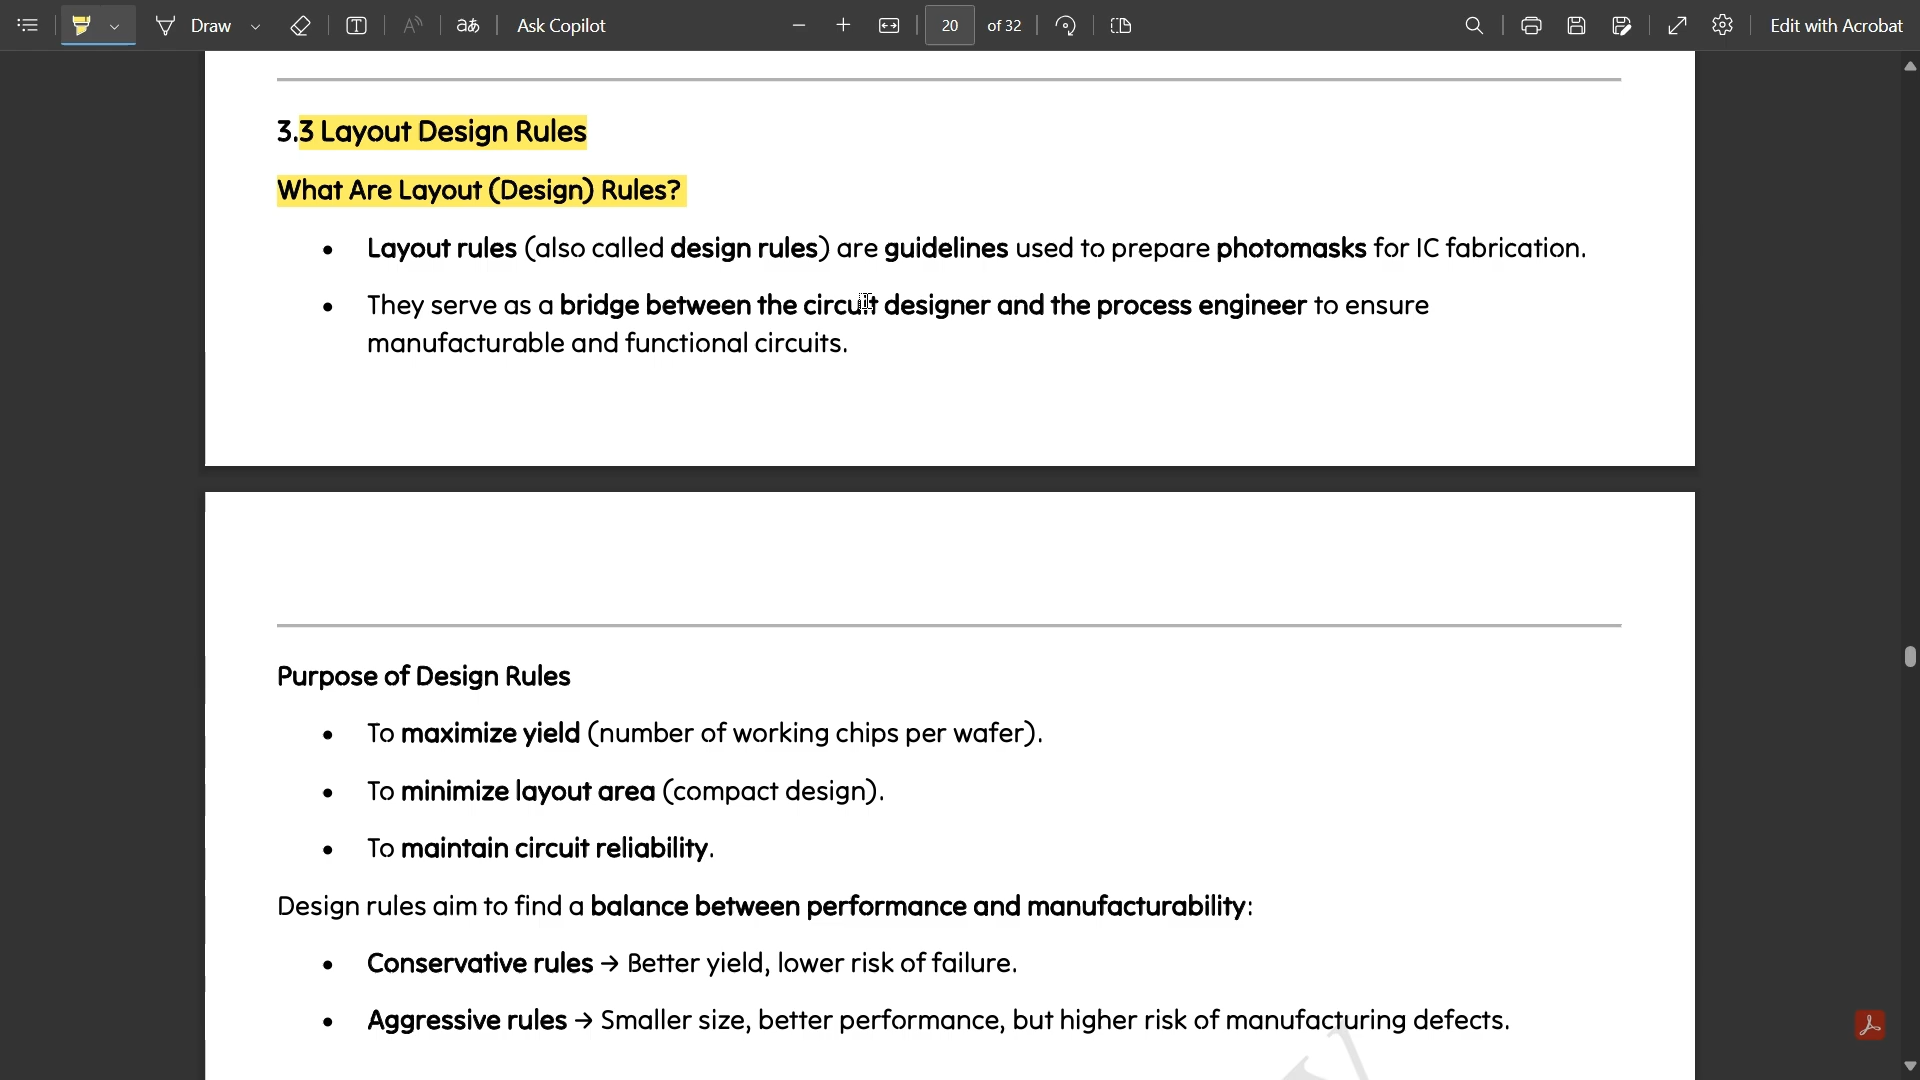 Draw
aあ
Ask Copilot
20
of 32
Edit with Acrobat
3.3 Layout Design Rules
What Are Layout (Design) Rules?
• Layout rules (also called design rules) are guidelines used to prepare photomasks for IC fabrication.
• They serve as a bridge between the circuit designer and the process engineer to ensure
manufacturable and functional circuits.
Purpose of Design Rules
• To maximize yield (number of working chips per wafer).
• To minimize layout area (compact design).
• To maintain circuit reliability.
Design rules aim to find a balance between performance and manufacturability:
• Conservative rules → Better yield, lower risk of failure.
• Aggressive rules → Smaller size, better performance, but higher risk of manufacturing defects.